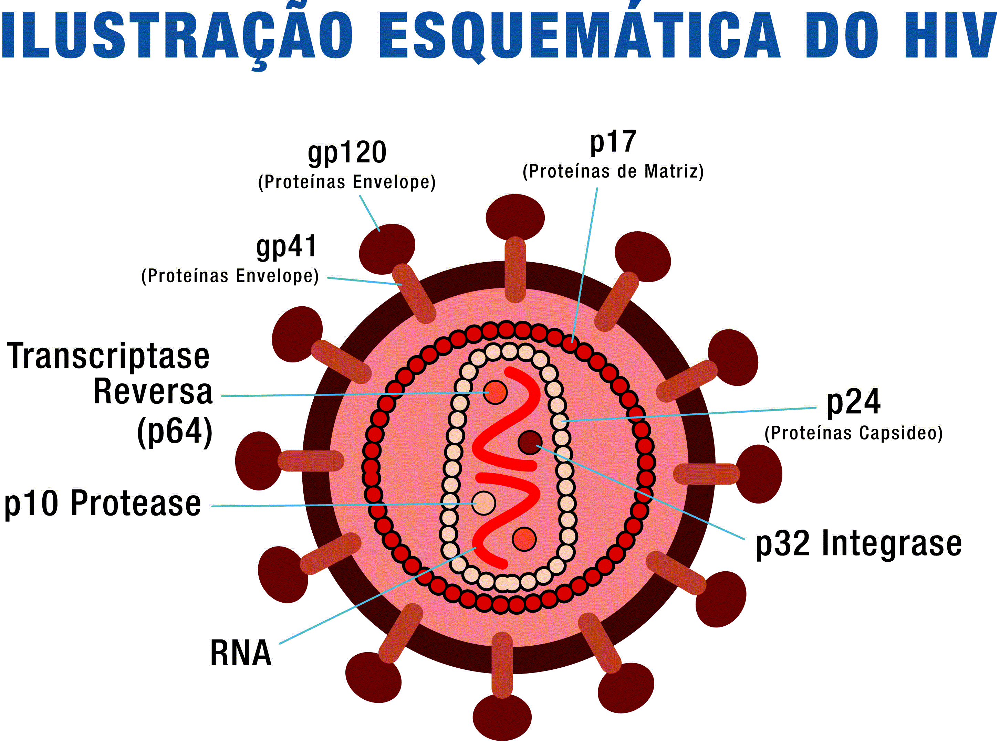 ILUSTRAÇÃO ESQUEMÁTICA DO HIV
gp120
(Proteínas Envelope)
p17
(Proteínas de Matriz)
gp41
(Proteínas Envelope)
Transcriptase
Reversa
(p64)
p24
(Proteínas Capsideo)
p10 Protease
p32 Integrase
RNA